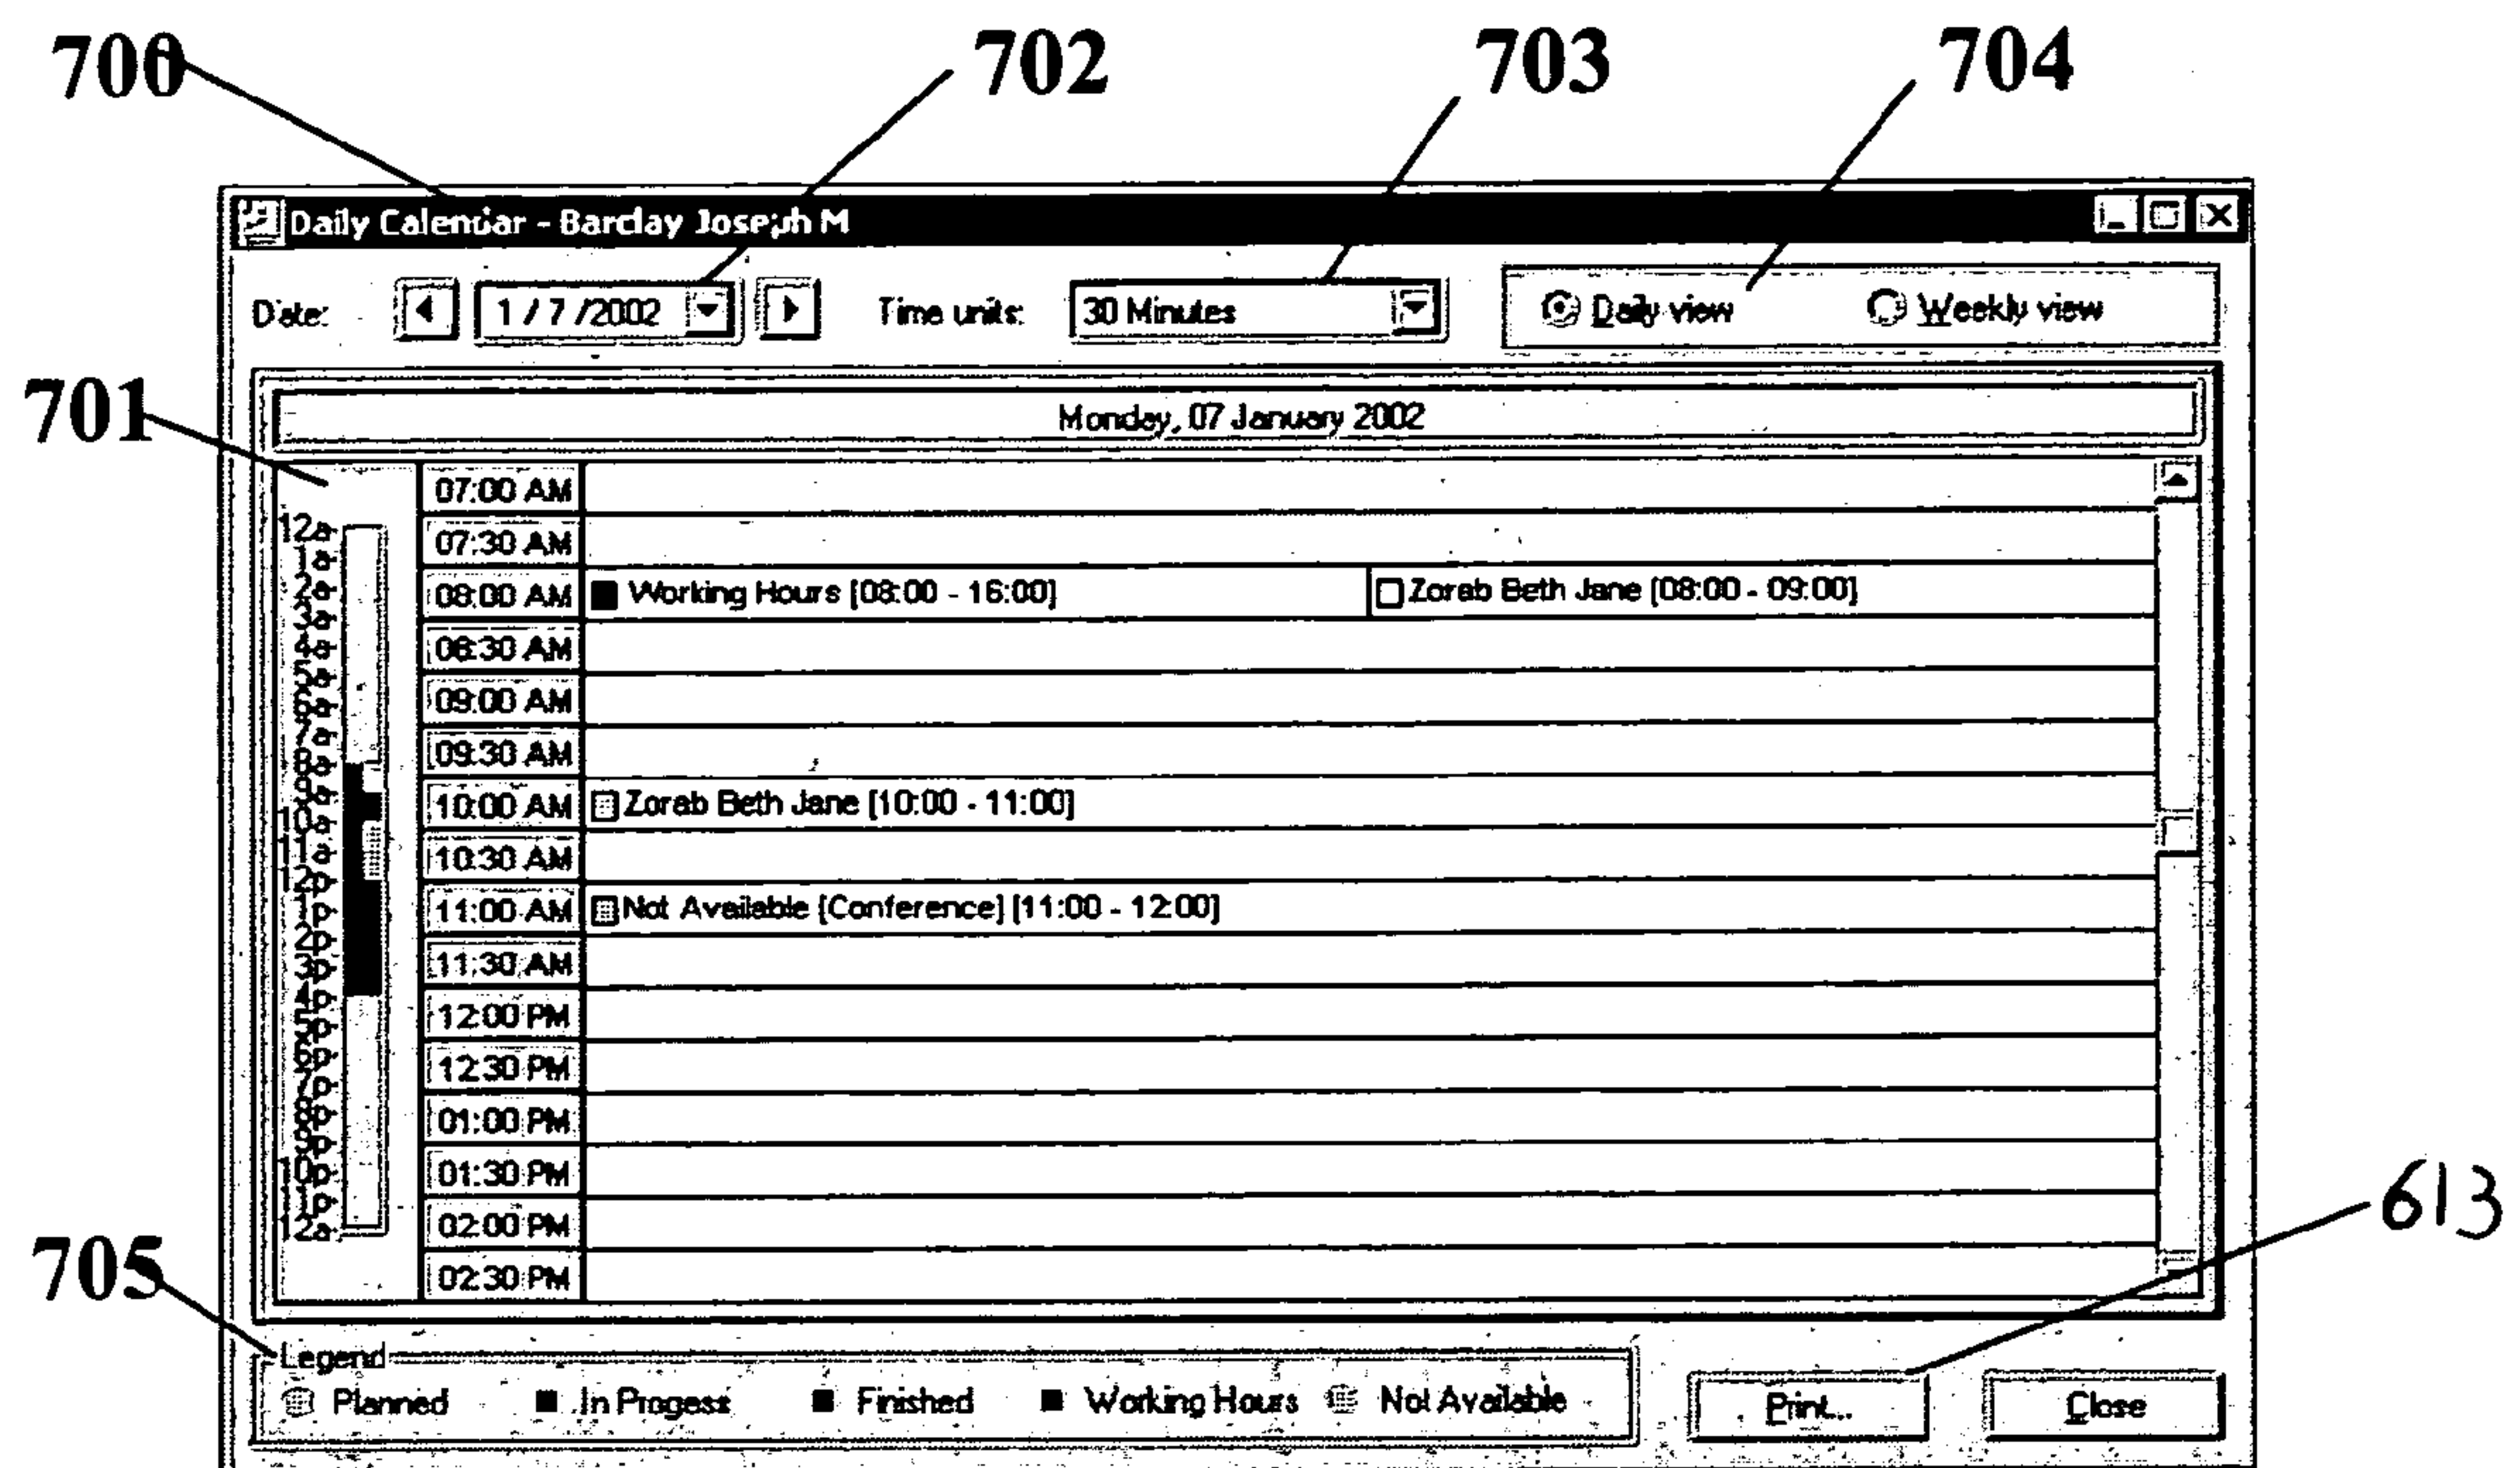 700 702 703 704
Daily Calendar - Barclay Joseph M
Date: 1 / 7 /2002 Time units: 30 Minutes Daily view Weekly view
701
Monday, 07 January 2002
07:00 AM
12a
07:30 AM
1a
08:00 AM Working Hours [08:00 - 16:00] Zorab Beth Jane [08:00 - 09:00]
2a
3a
08:30 AM
4a
5a
09:00 AM
6a
7a
09:30 AM
8a
9a
10:00 AM Zorab Beth Jane [10:00 - 11:00]
10a
10:30 AM
11a
12p
11:00 AM Not Available [Conference] [11:00 - 12:00]
1p
2p
11:30 AM
3p
4p
12:00 PM
5p
6p
12:30 PM
7p
8p
01:00 PM
9p
01:30 PM
10p
11p
02:00 PM
12a
613
705
02:30 PM
Legend
Planned In Progess Finished Working Hours Not Available Print... Close